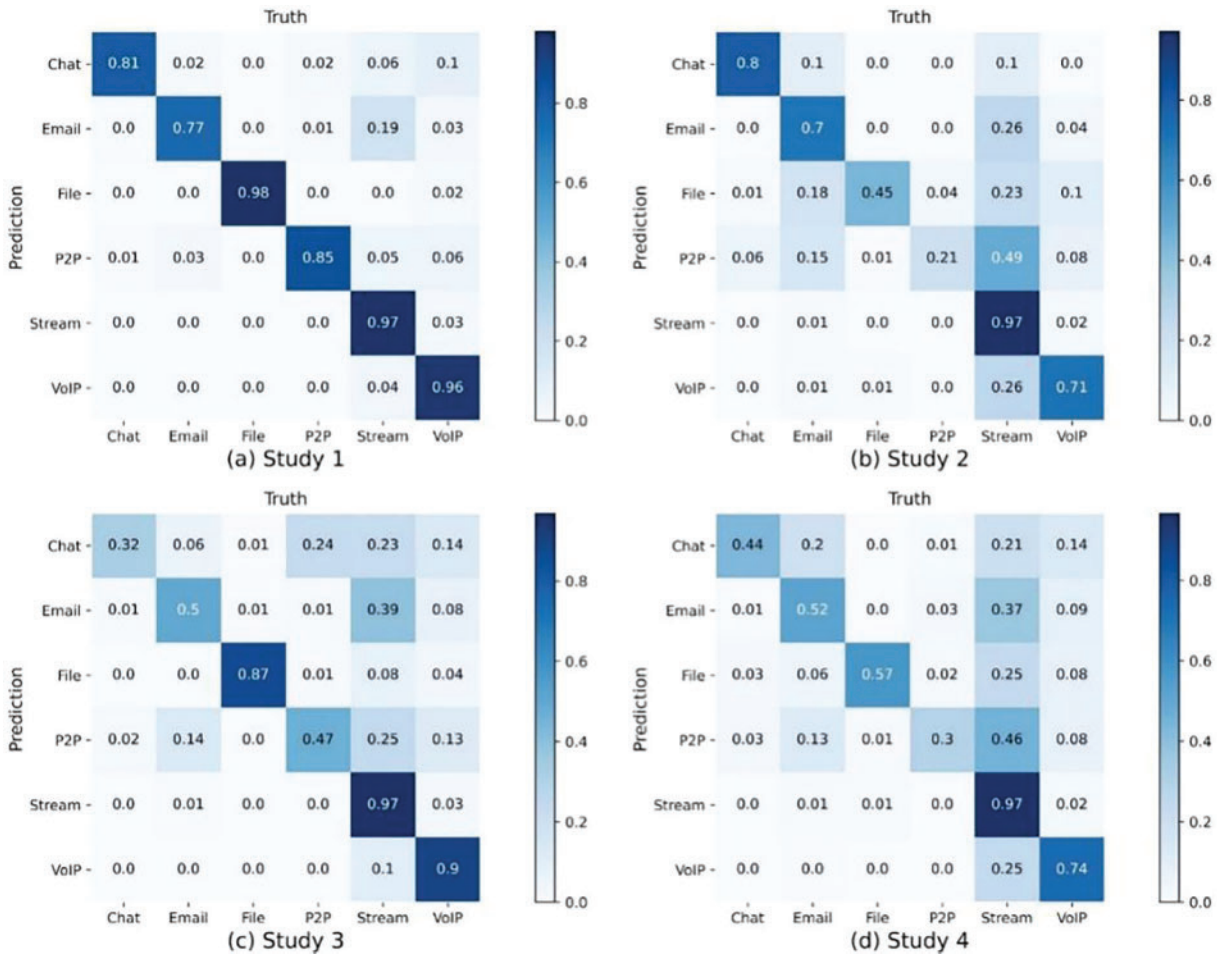 Truth
Chat 0.81 0.02 0.0 0.02 0.06 0.1
Email 0.0 0.77 0.0 0.01 0.19 0.03
File 0.0 0.0 0.98 0.0 0.0 0.02
P2P 0.01 0.03 0.0 0.85 0.05 0.06
Stream 0.0 0.0 0.0 0.0 0.97 0.03
VoIP 0.0 0.0 0.0 0.0 0.04 0.96
Prediction
Chat Email File P2P Stream VoIP
0.8
0.6
0.4
0.2
0.0
(a) Study 1
Truth
Chat 0.8 0.1 0.0 0.0 0.1 0.0
Email 0.0 0.7 0.0 0.0 0.26 0.04
File 0.01 0.18 0.45 0.04 0.23 0.1
P2P 0.06 0.15 0.01 0.21 0.49 0.08
Stream 0.0 0.01 0.0 0.0 0.97 0.02
VoIP 0.0 0.01 0.01 0.0 0.26 0.71
Prediction
Chat Email File P2P Stream VoIP
0.8
0.6
0.4
0.2
0.0
(b) Study 2
Truth
Chat 0.32 0.06 0.01 0.24 0.23 0.14
Email 0.01 0.5 0.01 0.01 0.39 0.08
File 0.0 0.0 0.87 0.01 0.08 0.04
P2P 0.02 0.14 0.0 0.47 0.25 0.13
Stream 0.0 0.01 0.0 0.0 0.97 0.03
VoIP 0.0 0.0 0.0 0.0 0.1 0.9
Prediction
Chat Email File P2P Stream VoIP
0.8
0.6
0.4
0.2
0.0
(c) Study 3
Truth
Chat 0.44 0.2 0.0 0.01 0.21 0.14
Email 0.01 0.52 0.0 0.03 0.37 0.09
File 0.03 0.06 0.57 0.02 0.25 0.08
P2P 0.03 0.13 0.01 0.3 0.46 0.08
Stream 0.0 0.01 0.01 0.0 0.97 0.02
VoIP 0.0 0.0 0.0 0.0 0.25 0.74
Prediction
Chat Email File P2P Stream VoIP
0.8
0.6
0.4
0.2
0.0
(d) Study 4